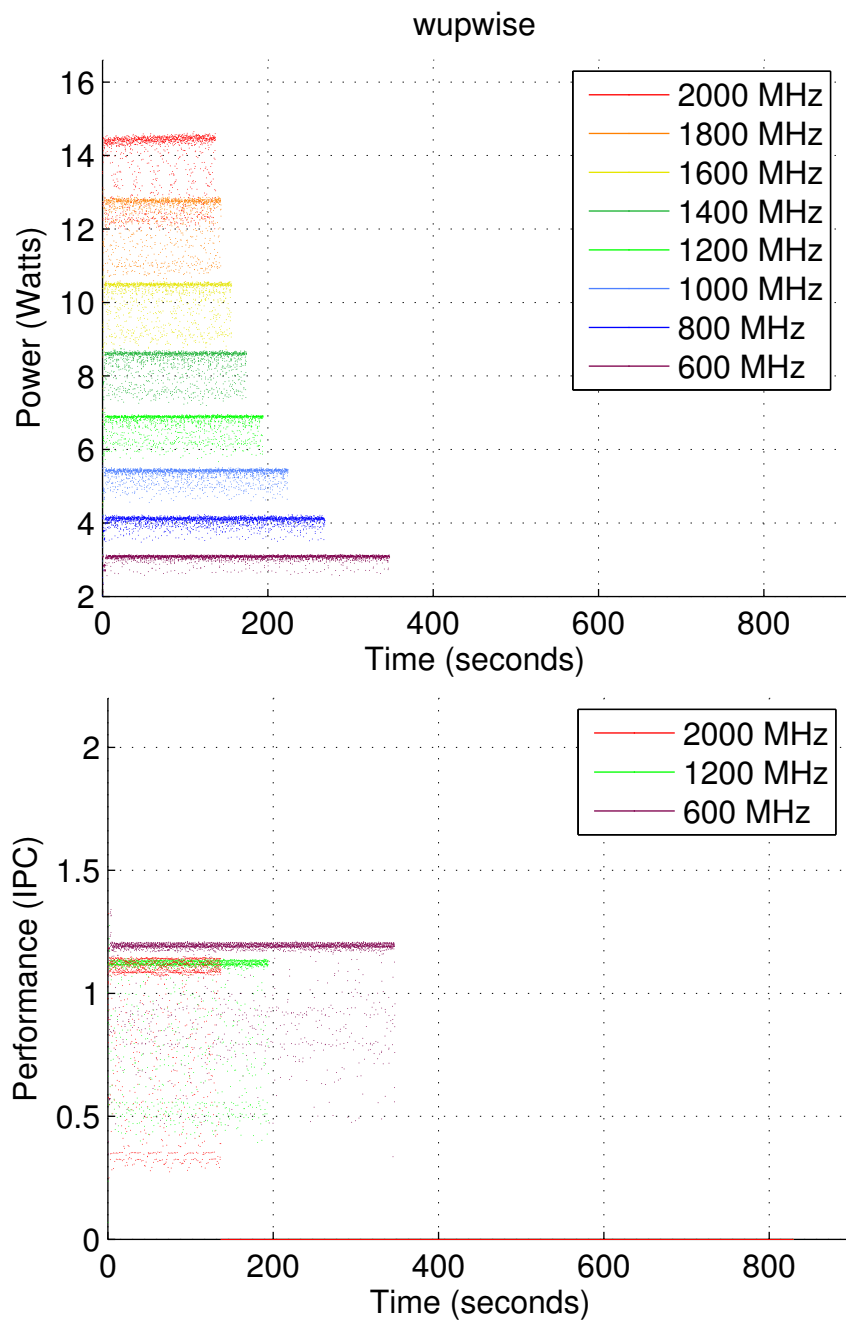 wupwise
Power (Watts)
16
14
12
10
8
6
4
2
2000 MHz
1800 MHz
1600 MHz
1400 MHz
1200 MHz
1000 MHz
800 MHz
600 MHz
0 200 400 600 800
Time (seconds)
Performance (IPC)
2
1.5
1
0.5
0
2000 MHz
1200 MHz
600 MHz
0 200 400 600 800
Time (seconds)